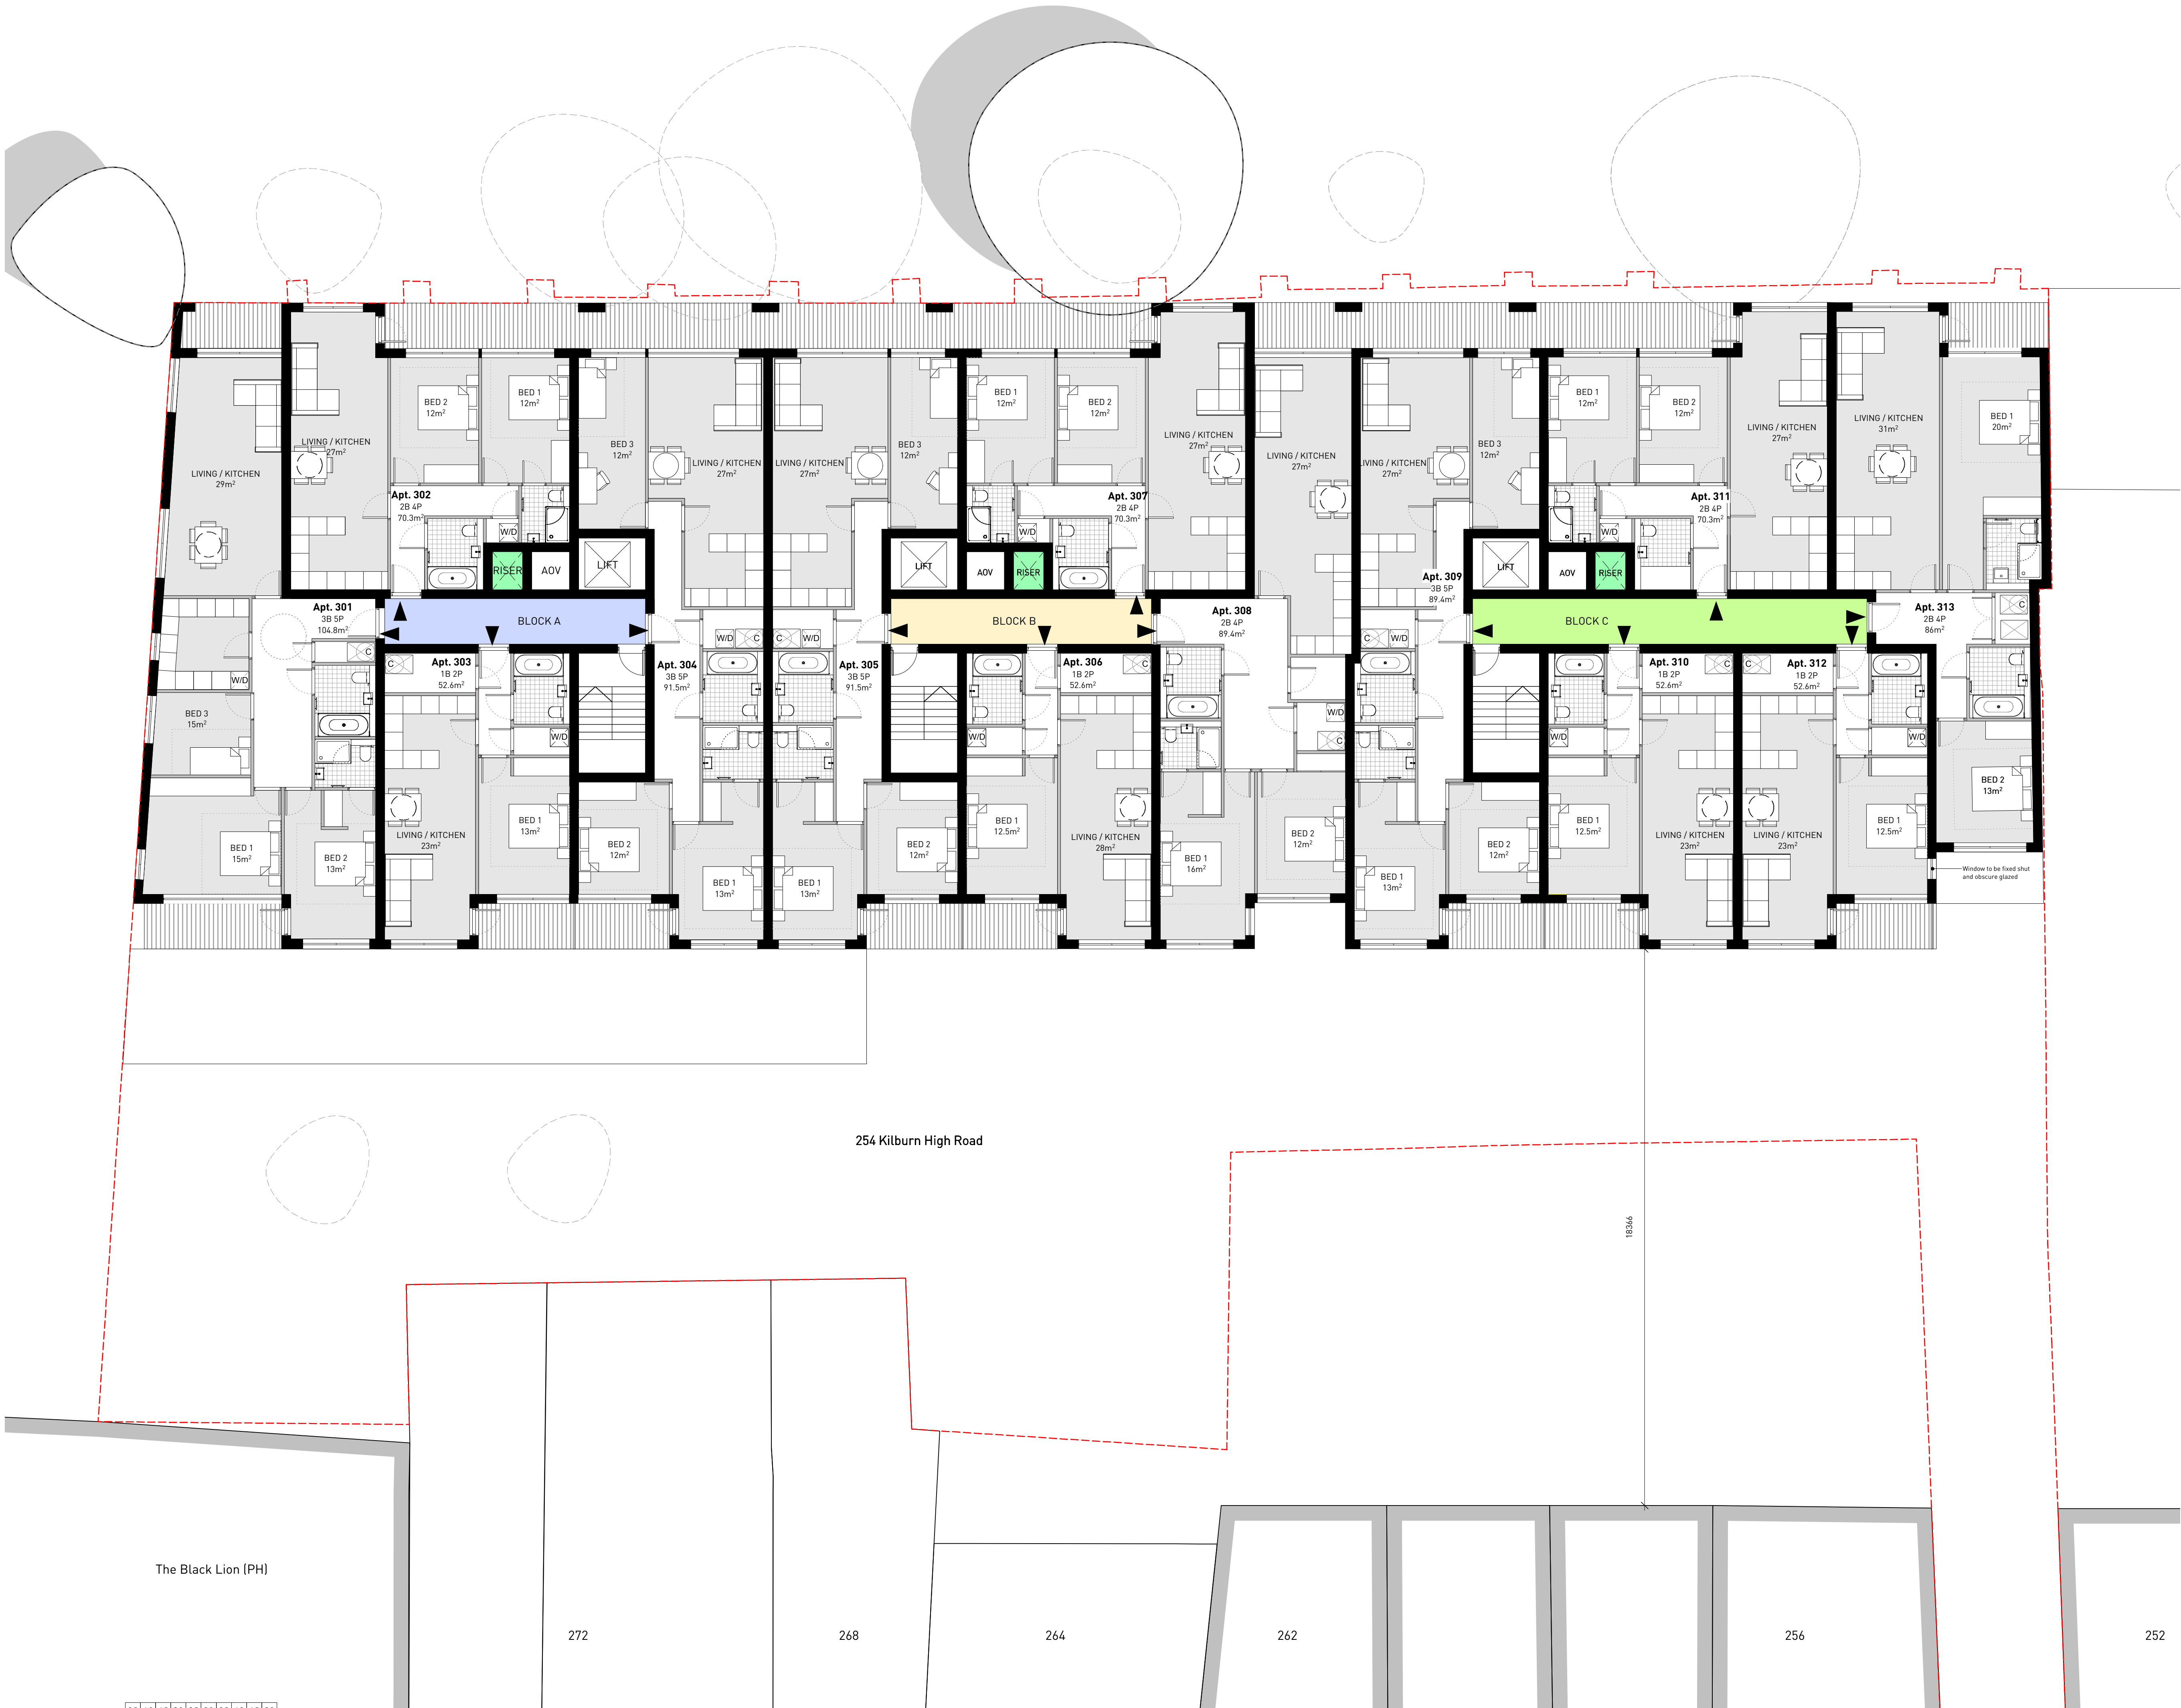 LIVING / KITCHEN
29m²
LIVING / KITCHEN
27m²
BED 2
12m²
BED 1
12m²
Apt. 302
2B 4P
70.3m²
W/D
RISER
AOV
LIFT
BED 3
12m²
LIVING / KITCHEN
27m²
LIVING / KITCHEN
27m²
BED 3
12m²
LIFT
AOV
RISER
W/D
BED 1
12m²
BED 2
12m²
Apt. 307
2B 4P
70.3m²
LIVING / KITCHEN
27m²
LIVING / KITCHEN
27m²
LIVING / KITCHEN
27m²
BED 3
12m²
Apt. 309
3B 5P
89.4m²
LIFT
AOV
RISER
W/D
BED 1
12m²
BED 2
12m²
Apt. 311
2B 4P
70.3m²
LIVING / KITCHEN
27m²
LIVING / KITCHEN
31m²
BED 1
20m²
Apt. 301
3B 5P
104.8m²
C
W/D
BED 3
15m²
BED 1
15m²
BED 2
13m²
BLOCK A
C
Apt. 303
1B 2P
52.6m²
W/D
LIVING / KITCHEN
23m²
BED 1
13m²
Apt. 304
3B 5P
91.5m²
W/D
C
BED 2
12m²
BED 1
13m²
C
W/D
Apt. 305
3B 5P
91.5m²
BED 1
13m²
BED 2
12m²
BLOCK B
Apt. 306
1B 2P
52.6m²
C
W/D
BED 1
12.5m²
LIVING / KITCHEN
28m²
Apt. 308
2B 4P
89.4m²
W/D
C
BED 1
16m²
BED 2
12m²
C
W/D
BED 1
13m²
BED 2
12m²
BLOCK C
Apt. 310
1B 2P
52.6m²
C
W/D
BED 1
12.5m²
LIVING / KITCHEN
23m²
C
Apt. 312
1B 2P
52.6m²
W/D
LIVING / KITCHEN
23m²
BED 1
12.5m²
Apt. 313
2B 4P
86m²
C
BED 2
13m²
Window to be fixed shut
and obscure glazed
254 Kilburn High Road
18366
The Black Lion (PH)
272
268
264
262
256
252